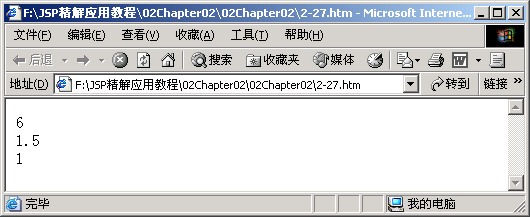 F:\JSP精解应用教程\02Chapter02\02Chapter02\2-27.htm - Microsoft Interne...
文件(F) 编辑(E) 查看(V) 收藏(A) 工具(T) 帮助(H)
后退 搜索 收藏夹 媒体
地址(D) F:\JSP精解应用教程\02Chapter02\02Chapter02\2-27.htm 转到 链接 »
6
1.5
1
完毕 我的电脑